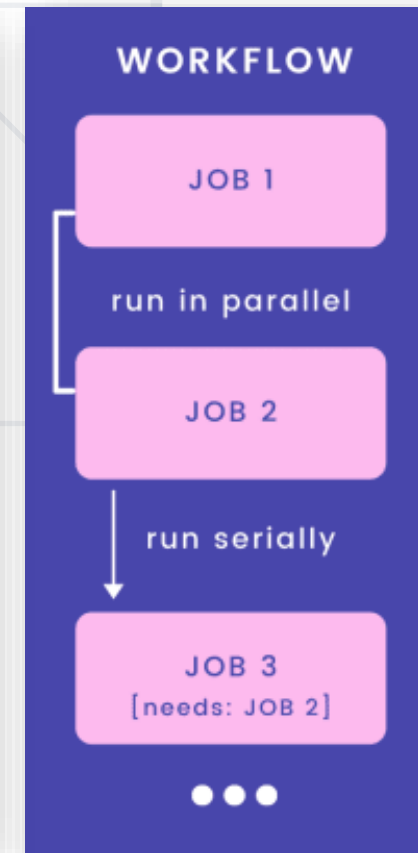 WORKFLOW
JOB 1
run in parallel
JOB 2
run serially
JOB 3
[needs: JOB 2]